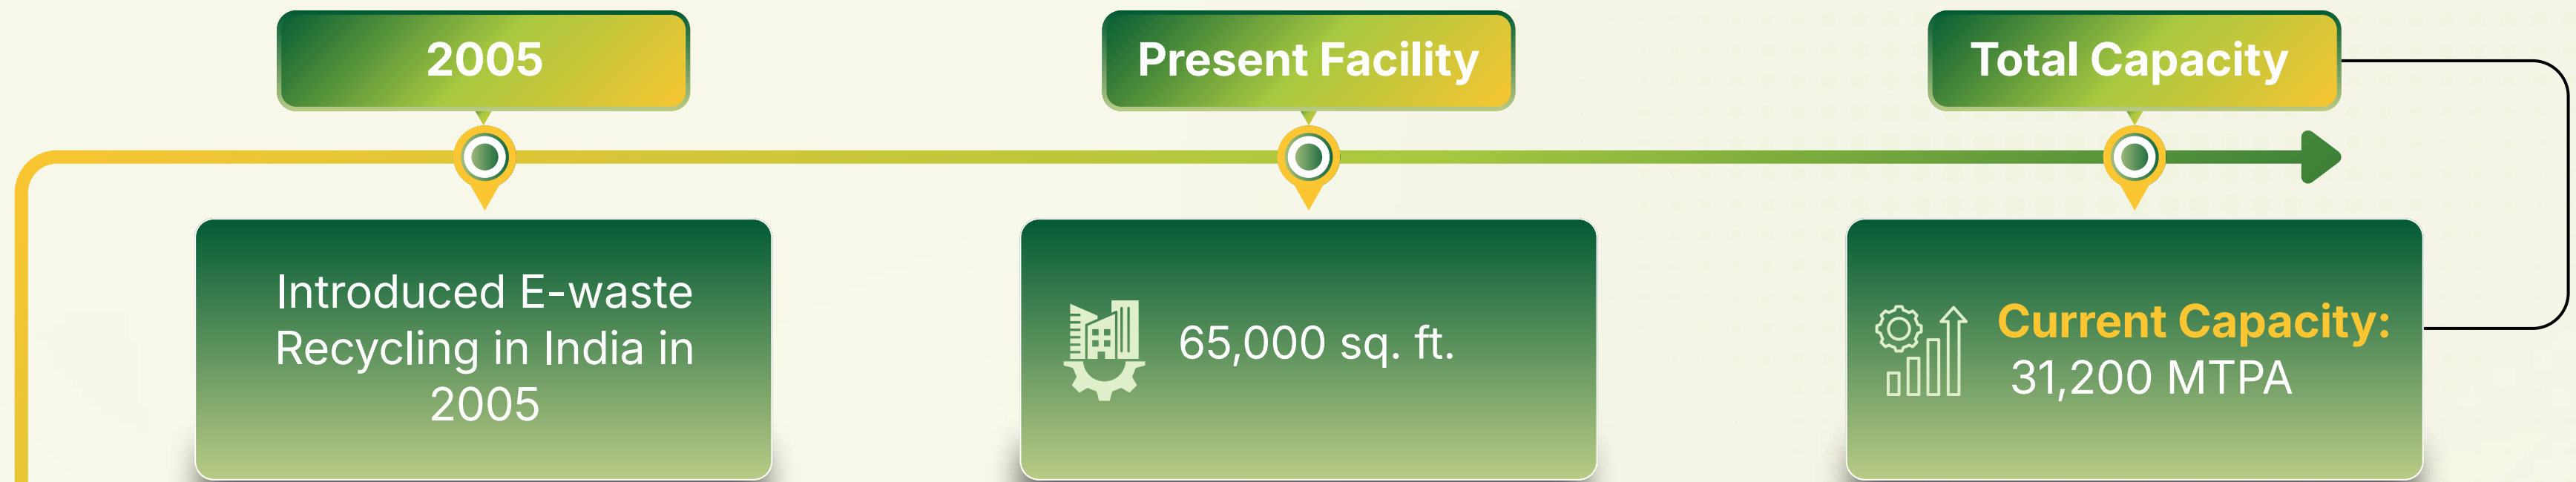 2005
Present Facility
Total Capacity
Introduced E-waste
Recycling in India in
2005
65,000 sq. ft.
Current Capacity:
31,200 MTPA